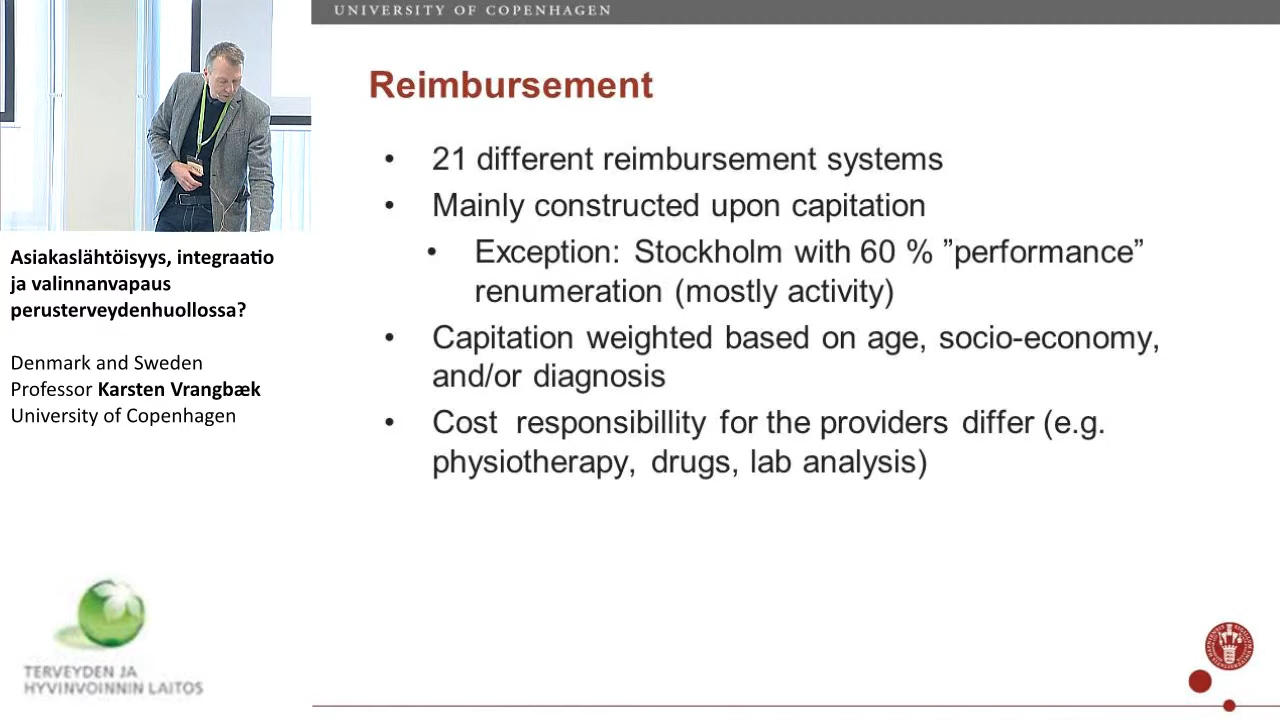 UNIVERSITY OF COPENHAGEN
Reimbursement
• 21 different reimbursement systems
• Mainly constructed upon capitation
• Exception: Stockholm with 60 % ”performance”
renumeration (mostly activity)
• Capitation weighted based on age, socio-economy,
and/or diagnosis
• Cost responsibillity for the providers differ (e.g.
physiotherapy, drugs, lab analysis)
Asiakaslähtöisyys, integraatio
ja valinnanvapaus
perusterveydenhuollossa?
Denmark and Sweden
Professor Karsten Vrangbæk
University of Copenhagen
TERVEYDEN JA
HYVINVOINNIN LAITOS